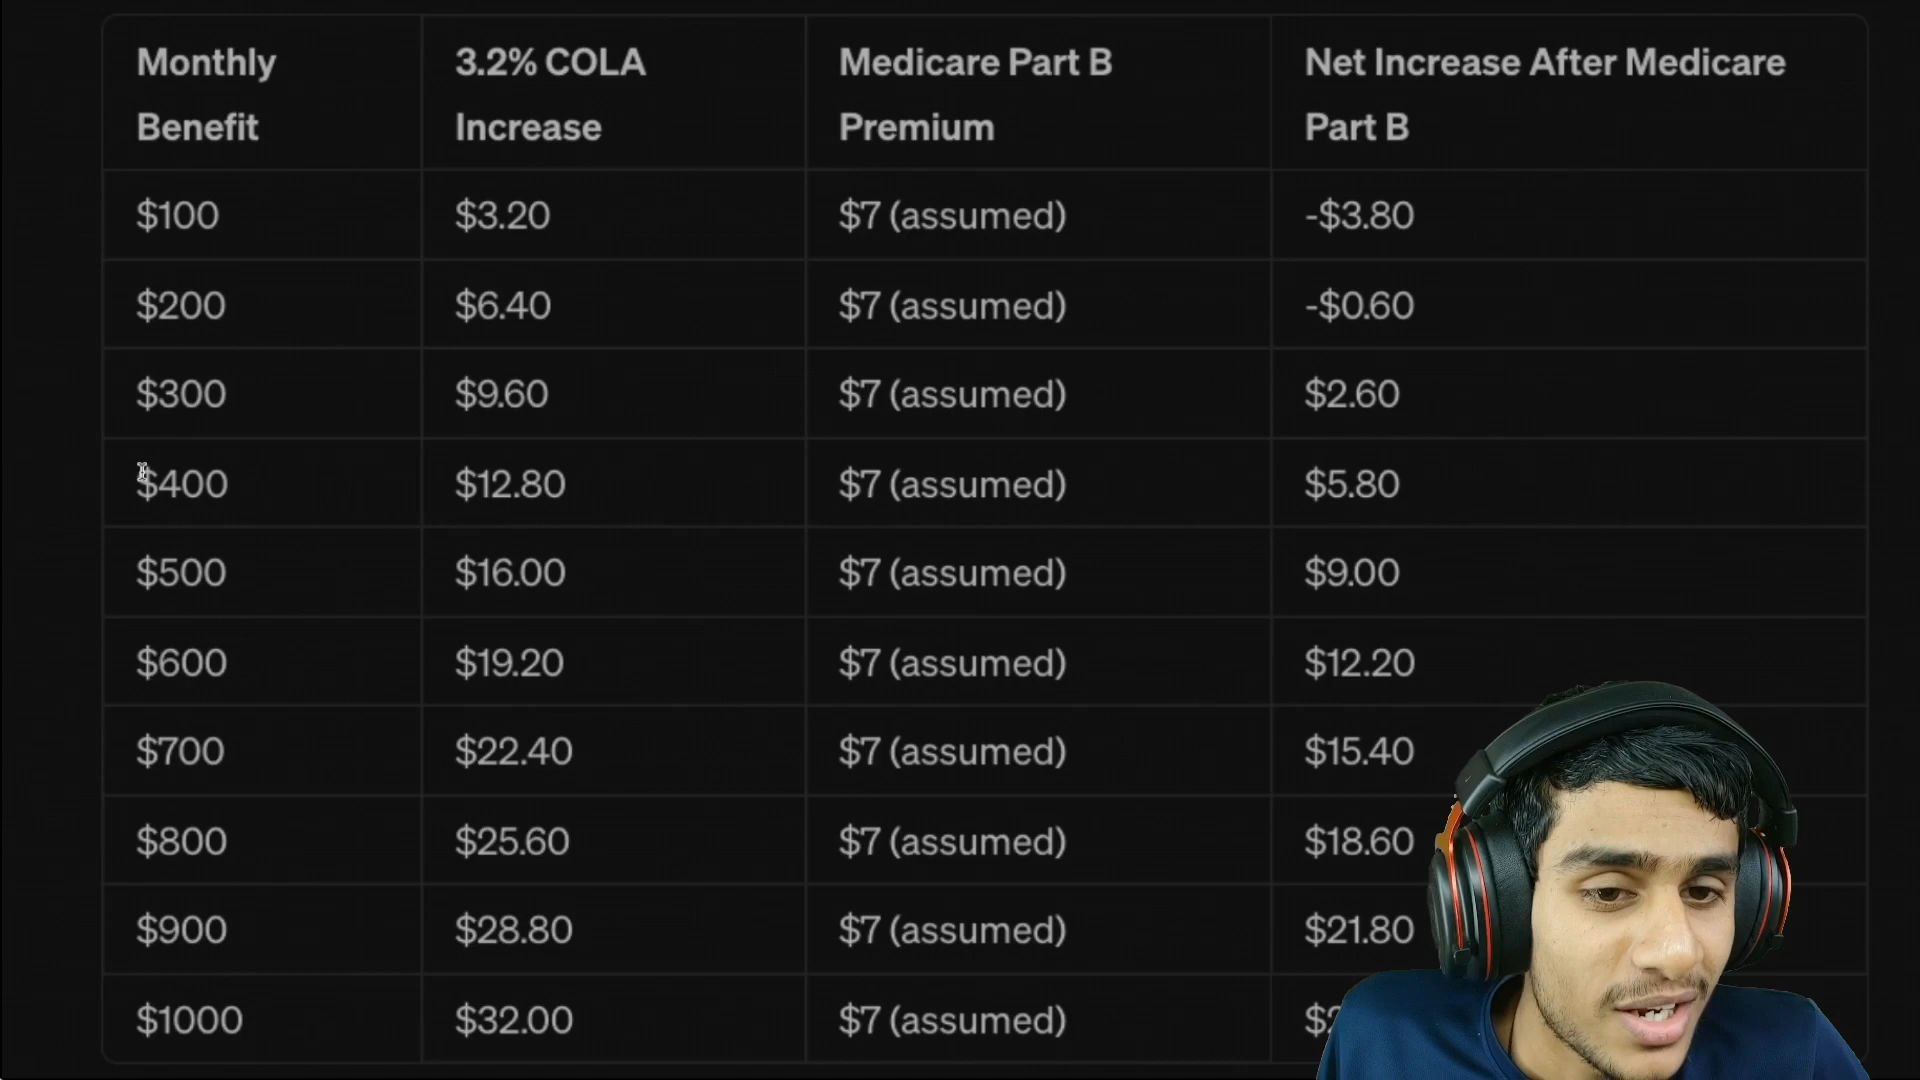 Monthly Benefit | 3.2% COLA Increase | Medicare Part B Premium | Net Increase After Medicare Part B
$100 | $3.20 | $7 (assumed) | -$3.80
$200 | $6.40 | $7 (assumed) | -$0.60
$300 | $9.60 | $7 (assumed) | $2.60
$400 | $12.80 | $7 (assumed) | $5.80
$500 | $16.00 | $7 (assumed) | $9.00
$600 | $19.20 | $7 (assumed) | $12.20
$700 | $22.40 | $7 (assumed) | $15.40
$800 | $25.60 | $7 (assumed) | $18.60
$900 | $28.80 | $7 (assumed) | $21.80
$1000 | $32.00 | $7 (assumed)